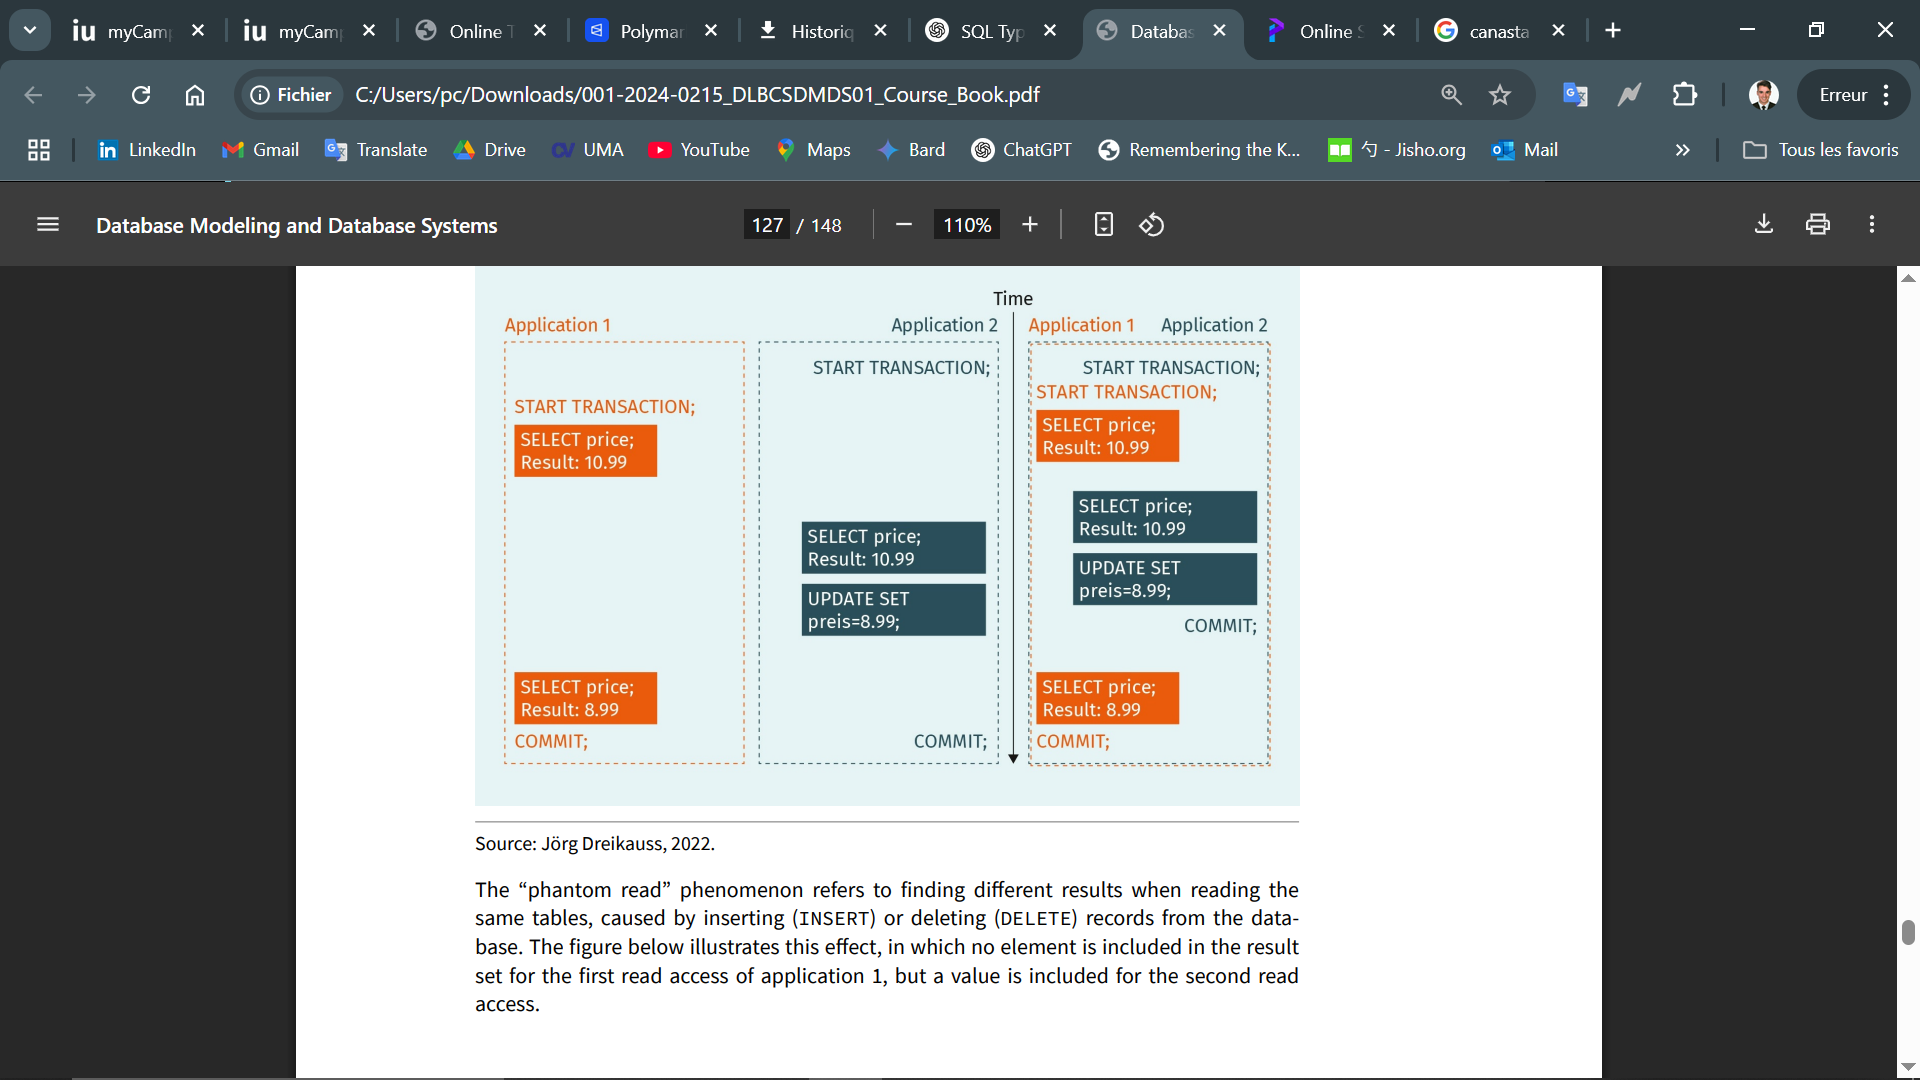 iu myCam
iu myCam
Online T
Polymar
Historiq
SQL Typ
Databas
Online S
canasta
Fichier
C:/Users/pc/Downloads/001-2024-0215_DLBCSDMDS01_Course_Book.pdf
Erreur
LinkedIn
Gmail
Translate
Drive
UMA
YouTube
Maps
Bard
ChatGPT
Remembering the K...
勺 - Jisho.org
Mail
Tous les favoris
Database Modeling and Database Systems
127 / 148
110%
Time
Application 1
Application 2
Application 1
Application 2
START TRANSACTION;
START TRANSACTION;
SELECT price;
Result: 10.99
SELECT price;
Result: 10.99
UPDATE SET
preis=8.99;
SELECT price;
Result: 8.99
COMMIT;
COMMIT;
START TRANSACTION;
START TRANSACTION;
SELECT price;
Result: 10.99
SELECT price;
Result: 10.99
UPDATE SET
preis=8.99;
COMMIT;
SELECT price;
Result: 8.99
COMMIT;
Source: Jörg Dreikauss, 2022.
The “phantom read” phenomenon refers to finding different results when reading the
same tables, caused by inserting (INSERT) or deleting (DELETE) records from the data-
base. The figure below illustrates this effect, in which no element is included in the result
set for the first read access of application 1, but a value is included for the second read
access.